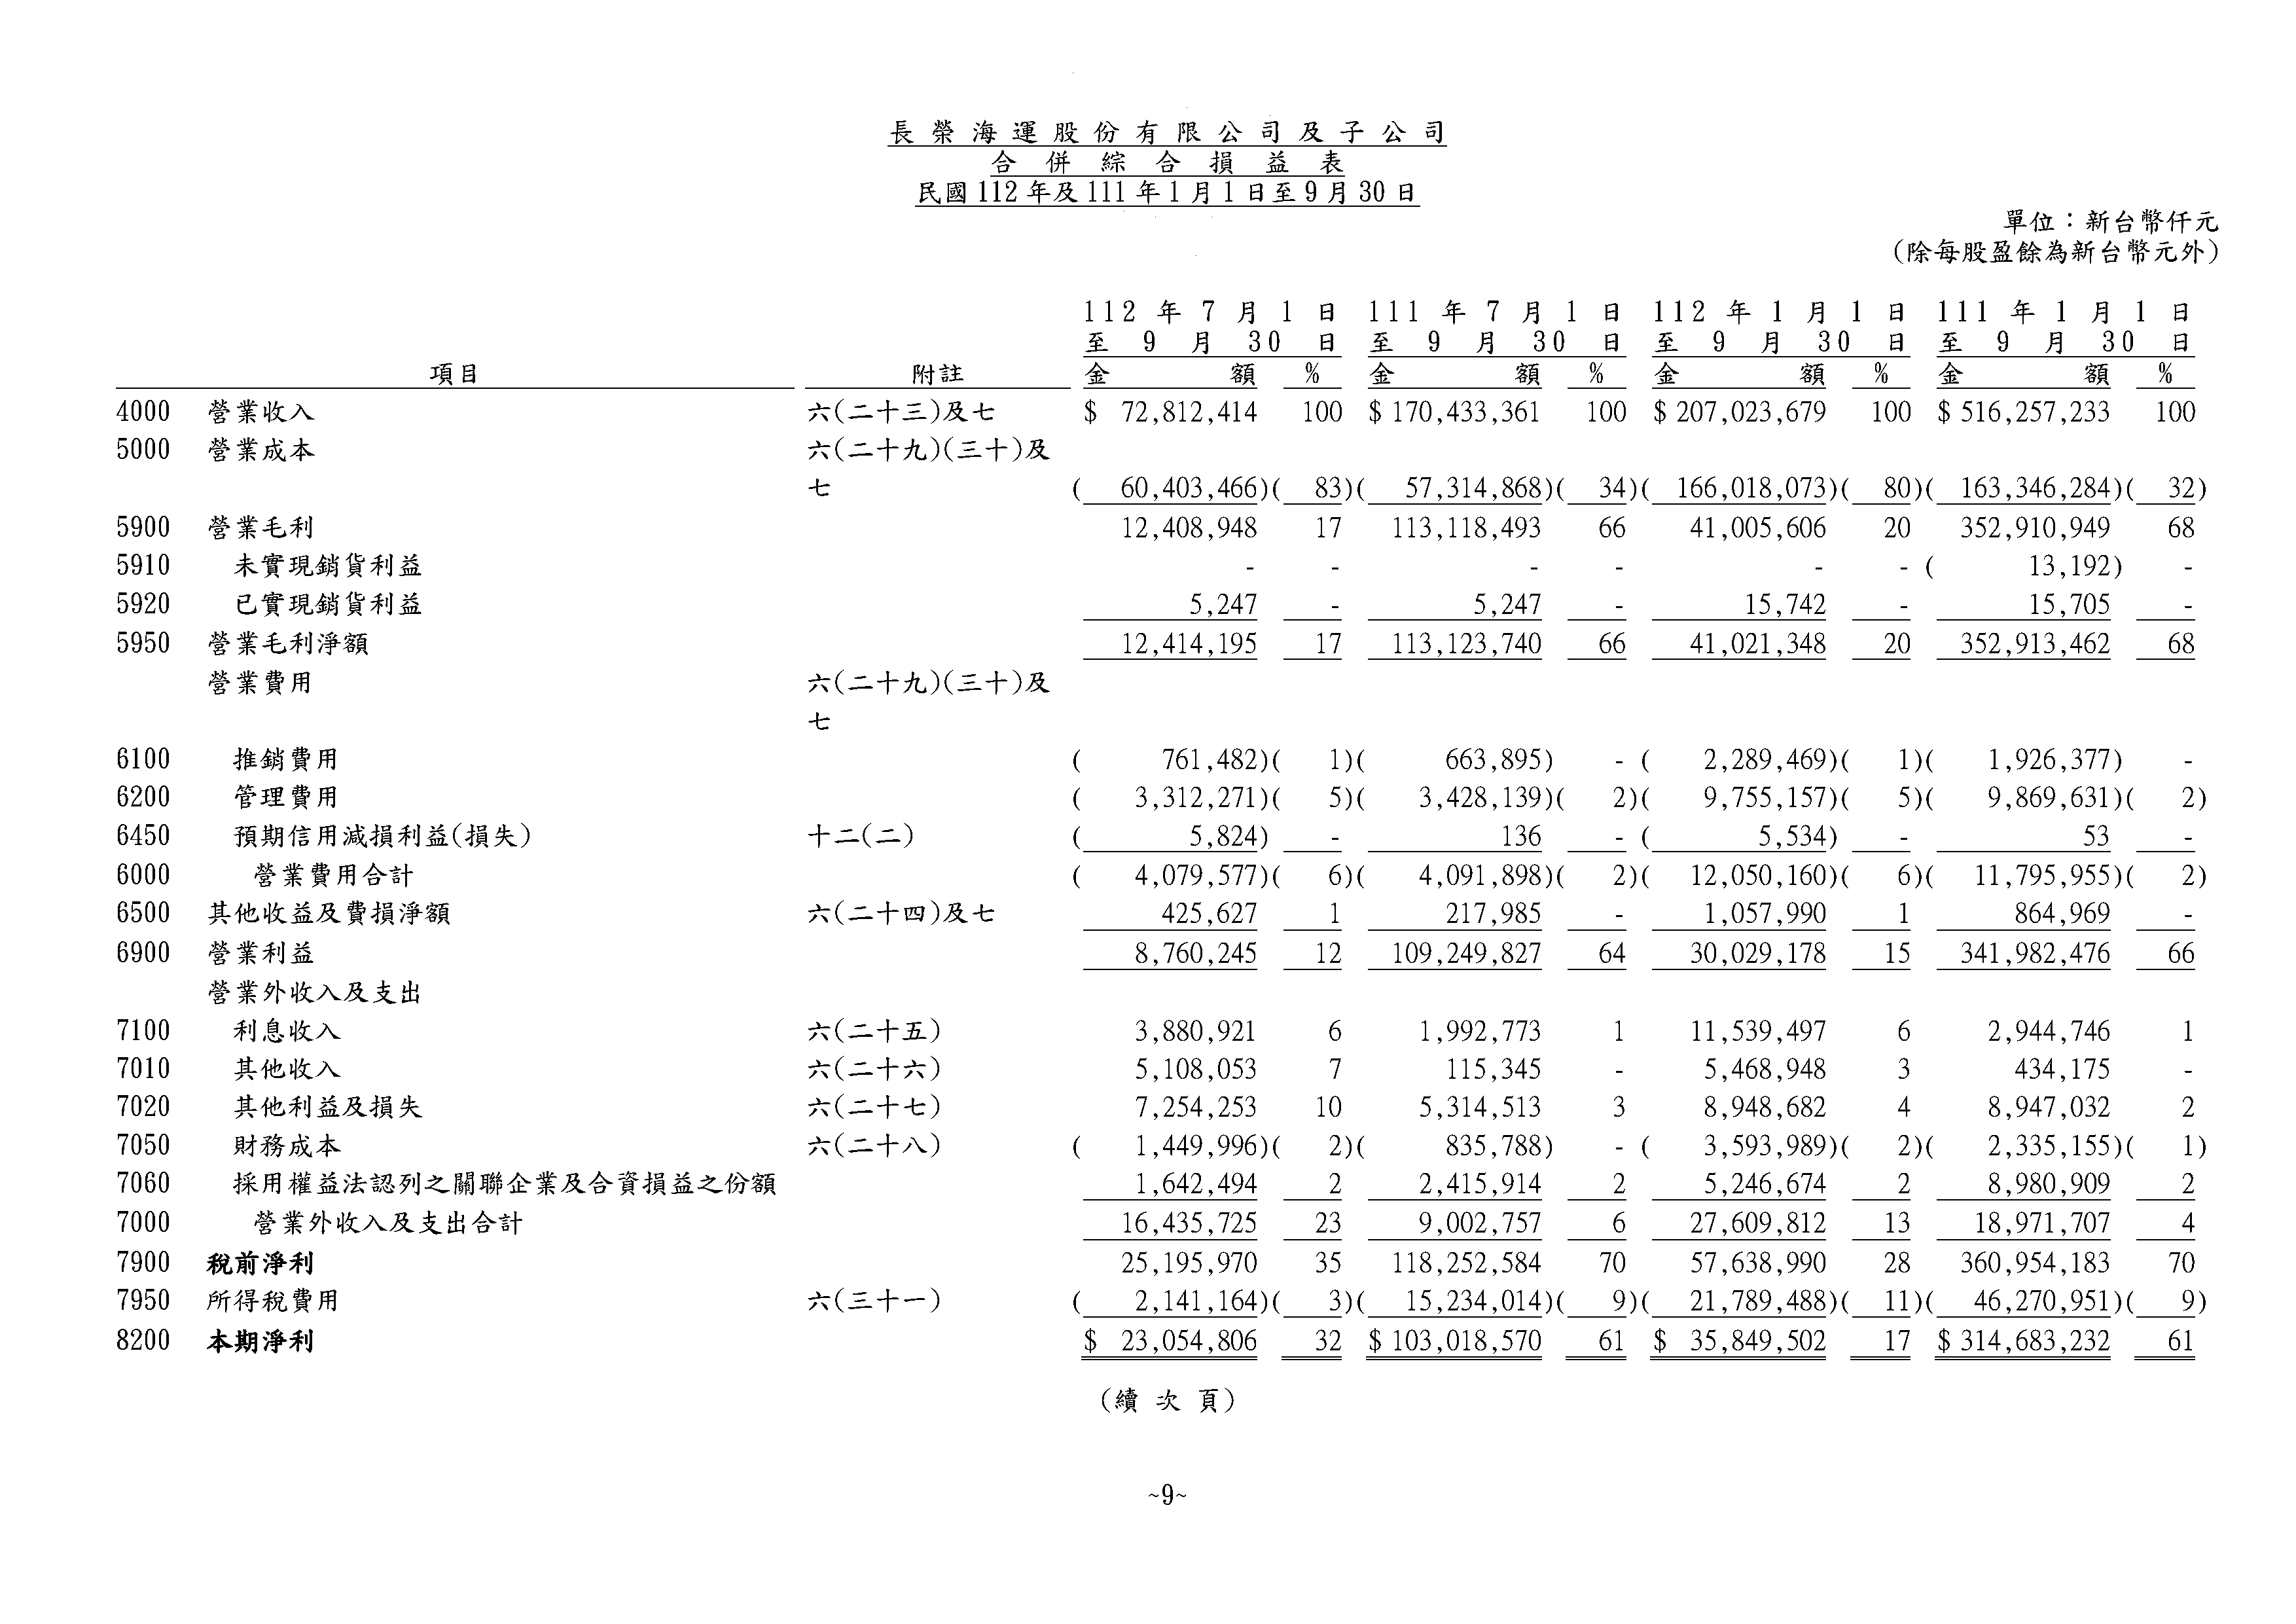 長榮海運股份有限公司及子公司
合併綜合損益表
民國112年及111年1月1日至9月30日
單位：新台幣仟元
(除每股盈餘為新台幣元外)
112年7月1日 111年7月1日 112年1月1日 111年1月1日
至9月30日 至9月30日 至9月30日 至9月30日
項目 附註 金額 % 金額 % 金額 % 金額 %
4000 營業收入 六(二十三)及七 $ 72,812,414 100 $ 170,433,361 100 $ 207,023,679 100 $ 516,257,233 100
5000 營業成本 六(二十九)(三十)及
七 ( 60,403,466)( 83)( 57,314,868)( 34)( 166,018,073)( 80)( 163,346,284)( 32)
5900 營業毛利 12,408,948 17 113,118,493 66 41,005,606 20 352,910,949 68
5910 未實現銷貨利益 - - - - - - ( 13,192) -
5920 已實現銷貨利益 5,247 - 5,247 - 15,742 - 15,705 -
5950 營業毛利淨額 12,414,195 17 113,123,740 66 41,021,348 20 352,913,462 68
營業費用 六(二十九)(三十)及
七
6100 推銷費用 ( 761,482)( 1)( 663,895) - ( 2,289,469)( 1)( 1,926,377) -
6200 管理費用 ( 3,312,271)( 5)( 3,428,139)( 2)( 9,755,157)( 5)( 9,869,631)( 2)
6450 預期信用減損利益(損失) 十二(二) ( 5,824) - 136 - ( 5,534) - 53 -
6000 營業費用合計 ( 4,079,577)( 6)( 4,091,898)( 2)( 12,050,160)( 6)( 11,795,955)( 2)
6500 其他收益及費損淨額 六(二十四)及七 425,627 1 217,985 - 1,057,990 1 864,969 -
6900 營業利益 8,760,245 12 109,249,827 64 30,029,178 15 341,982,476 66
營業外收入及支出
7100 利息收入 六(二十五) 3,880,921 6 1,992,773 1 11,539,497 6 2,944,746 1
7010 其他收入 六(二十六) 5,108,053 7 115,345 - 5,468,948 3 434,175 -
7020 其他利益及損失 六(二十七) 7,254,253 10 5,314,513 3 8,948,682 4 8,947,032 2
7050 財務成本 六(二十八) ( 1,449,996)( 2)( 835,788) - ( 3,593,989)( 2)( 2,335,155)( 1)
7060 採用權益法認列之關聯企業及合資損益之份額 1,642,494 2 2,415,914 2 5,246,674 2 8,980,909 2
7000 營業外收入及支出合計 16,435,725 23 9,002,757 6 27,609,812 13 18,971,707 4
7900 稅前淨利 25,195,970 35 118,252,584 70 57,638,990 28 360,954,183 70
7950 所得稅費用 六(三十一) ( 2,141,164)( 3)( 15,234,014)( 9)( 21,789,488)( 11)( 46,270,951)( 9)
8200 本期淨利 $ 23,054,806 32 $ 103,018,570 61 $ 35,849,502 17 $ 314,683,232 61
(續次頁)
~9~